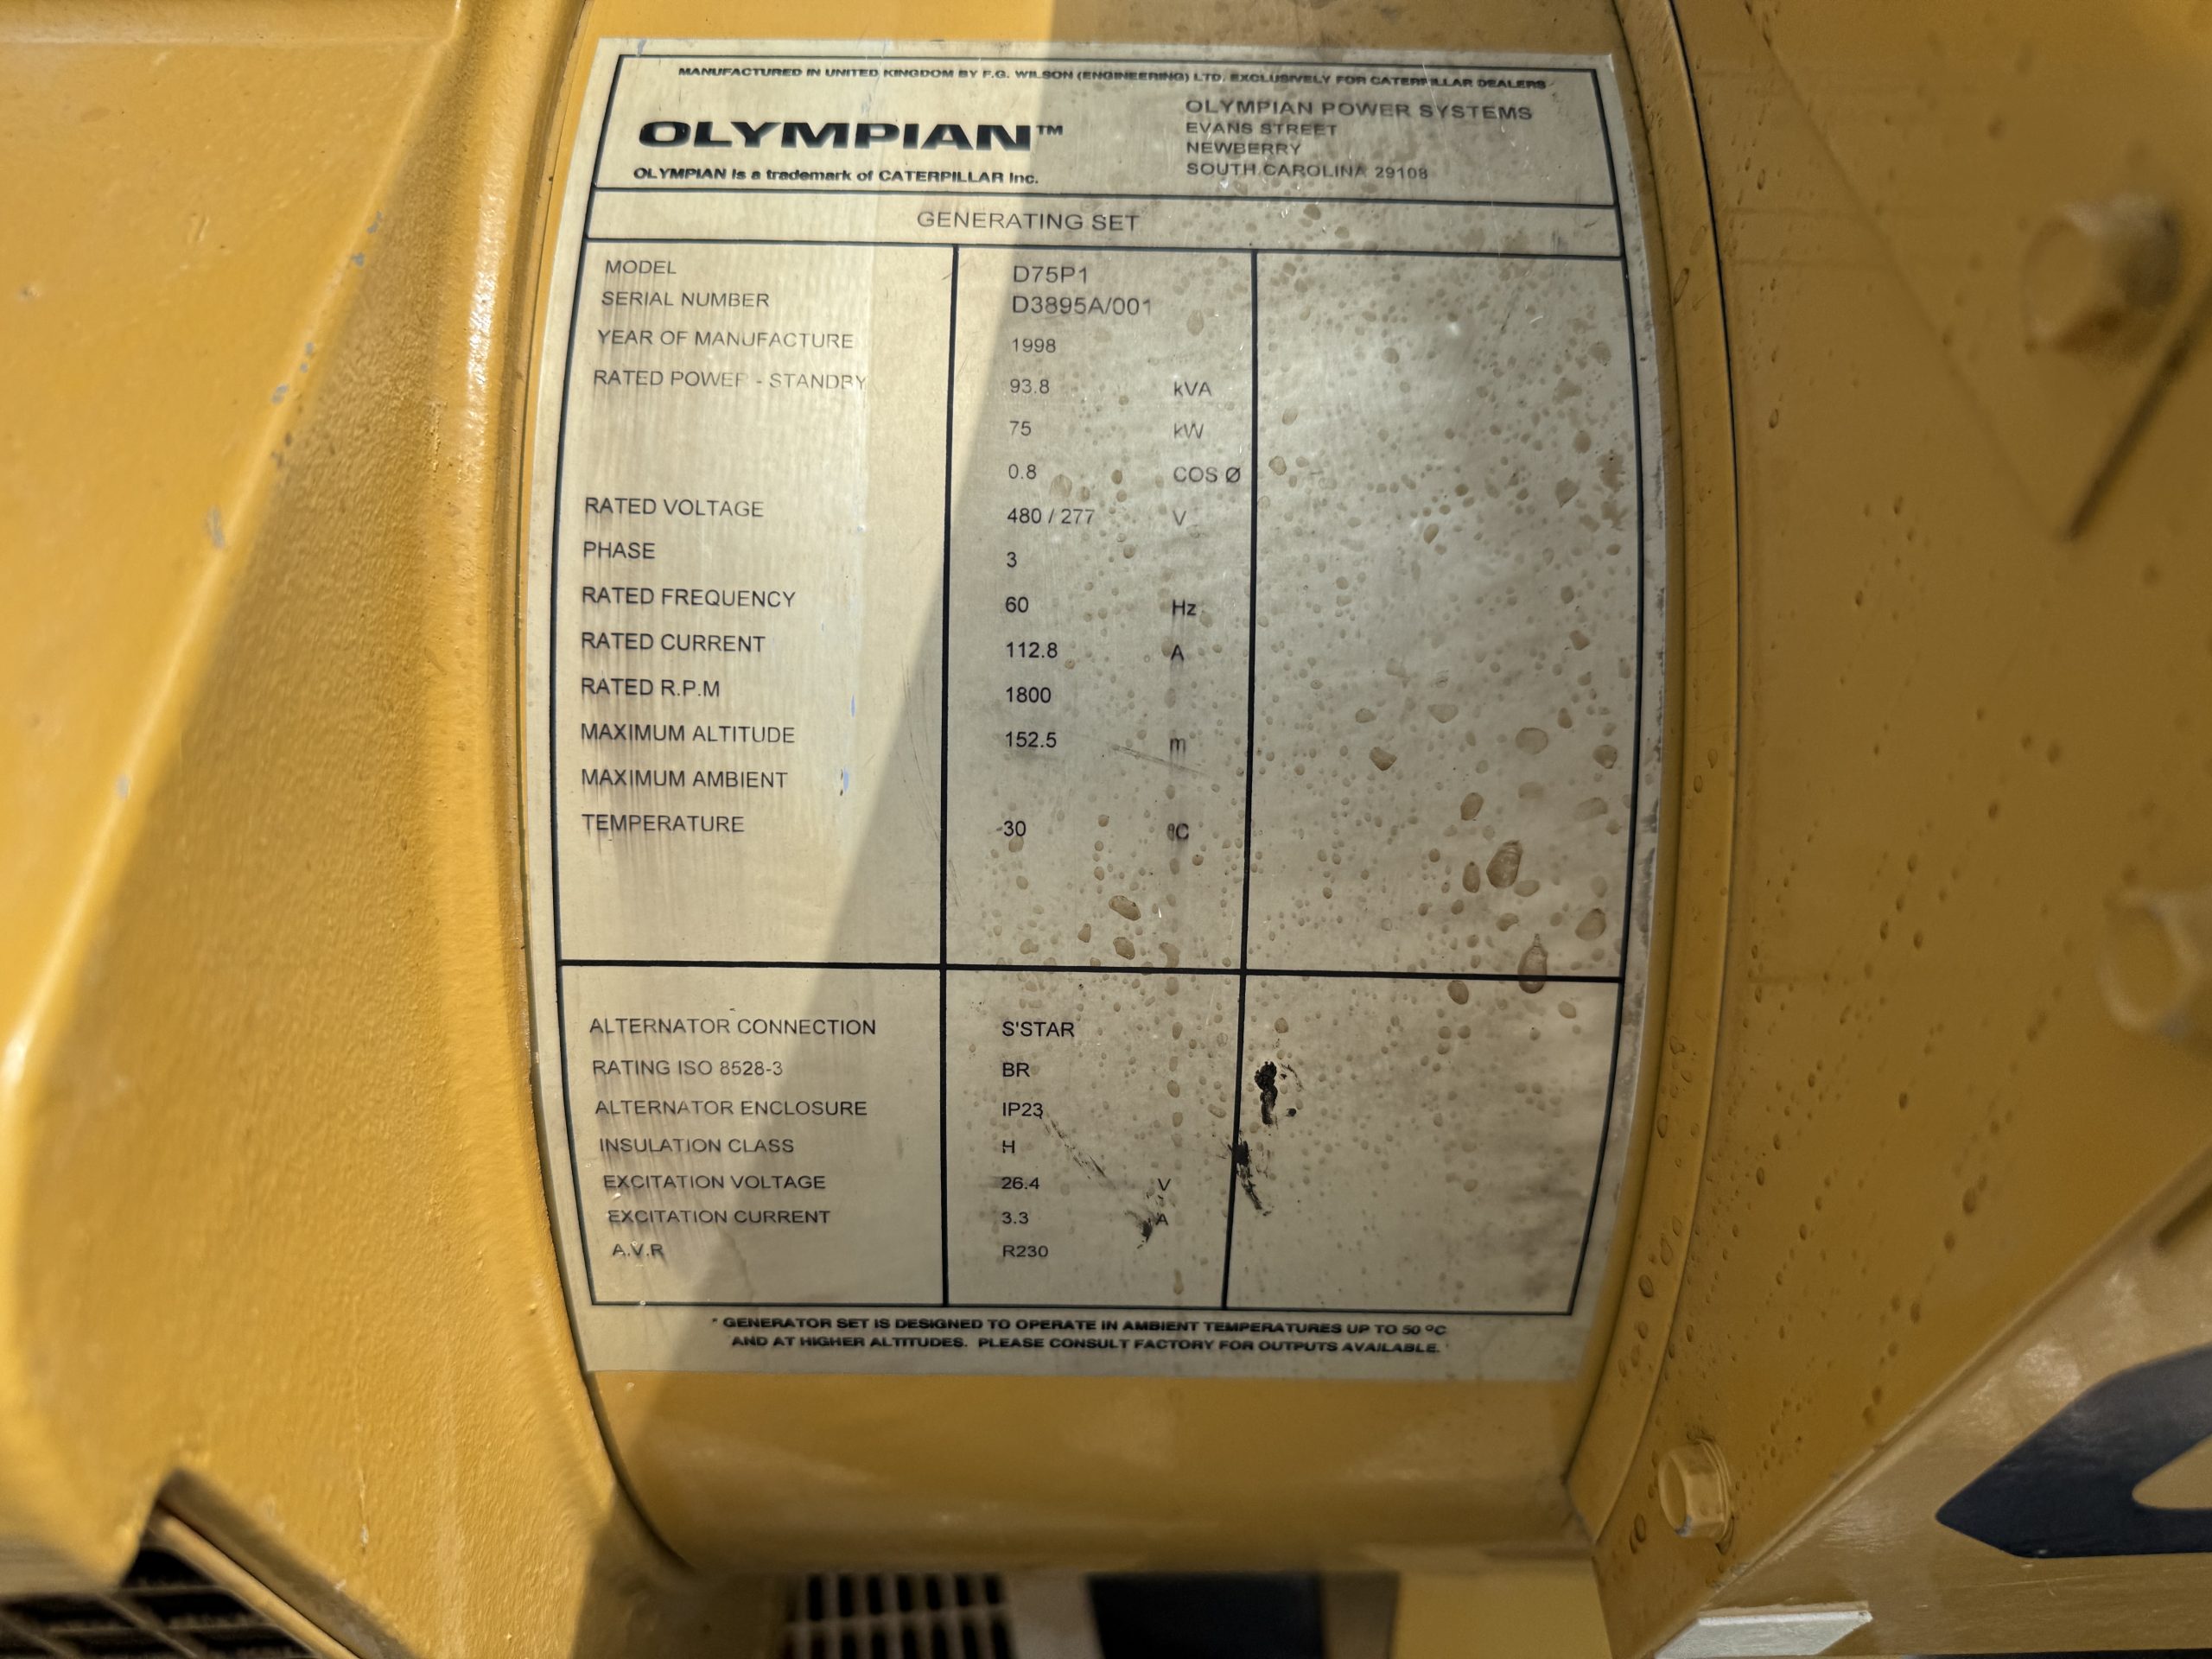 MANUFACTURED IN UNITED KINGDOM BY F.G. WILSON (ENGINEERING) LTD. EXCLUSIVELY FOR CATERPILLAR DEALERS
OLYMPIAN™
OLYMPIAN is a trademark of CATERPILLAR Inc.
OLYMPIAN POWER SYSTEMS
EVANS STREET
NEWBERRY
SOUTH CAROLINA 29108
GENERATING SET
MODEL D75P1
SERIAL NUMBER D3895A/001
YEAR OF MANUFACTURE 1998
RATED POWER - STANDBY 93.8 kVA
75 kW
0.8 COS Ø
RATED VOLTAGE 480 / 277 V
PHASE 3
RATED FREQUENCY 60 Hz
RATED CURRENT 112.8 A
RATED R.P.M 1800
MAXIMUM ALTITUDE 152.5 m
MAXIMUM AMBIENT
TEMPERATURE 30 ºC
ALTERNATOR CONNECTION S'STAR
RATING ISO 8528-3 BR
ALTERNATOR ENCLOSURE IP23
INSULATION CLASS H
EXCITATION VOLTAGE 26.4 V
EXCITATION CURRENT 3.3 A
A.V.R R230
* GENERATOR SET IS DESIGNED TO OPERATE IN AMBIENT TEMPERATURES UP TO 50 ºC
AND AT HIGHER ALTITUDES. PLEASE CONSULT FACTORY FOR OUTPUTS AVAILABLE.